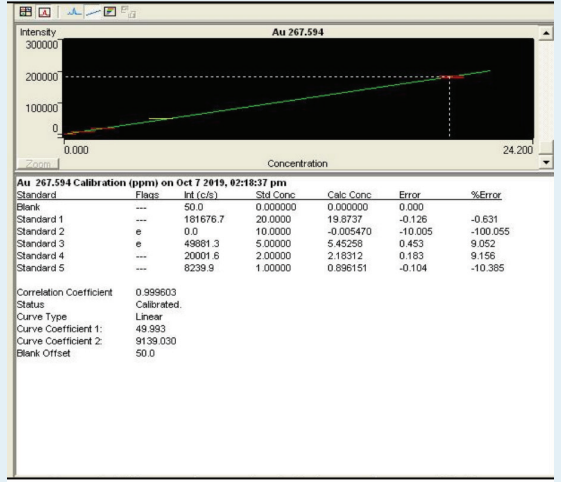 Intensity
Au 267.594
300000
200000
100000
0
0.000
24.200
Zoom
Concentration
Au 267.594 Calibration (ppm) on Oct 7 2019, 02:18:37 pm
Standard Flags Int (c/s) Std Conc Calc Conc Error %Error
Blank --- 50.0 0.000000 0.000000 0.000
Standard 1 --- 181676.7 20.0000 19.8737 -0.126 -0.631
Standard 2 e 0.0 10.0000 -0.005470 -10.005 -100.055
Standard 3 e 49881.3 5.00000 5.45258 0.453 9.052
Standard 4 --- 20001.6 2.00000 2.18312 0.183 9.156
Standard 5 --- 8239.9 1.00000 0.896151 -0.104 -10.385
Correlation Coefficient 0.999603
Status Calibrated.
Curve Type Linear
Curve Coefficient 1: 49.993
Curve Coefficient 2: 9139.030
Blank Offset 50.0